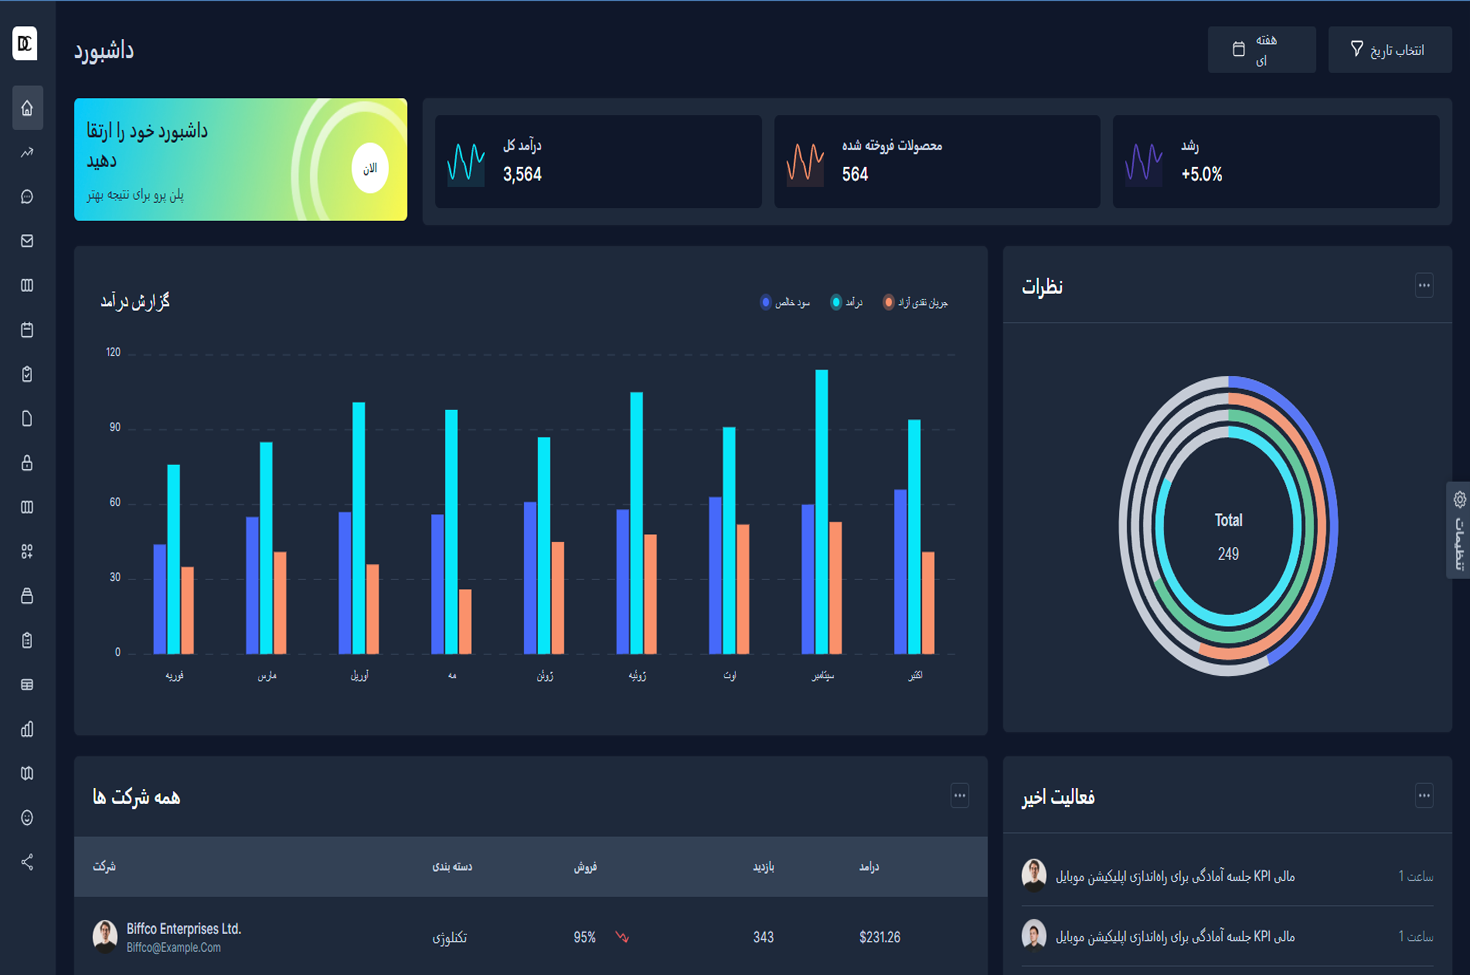 DC
داشبورد
هفته
ای
انتخاب تاریخ
داشبورد خود را ارتقا
دهید
پلن پرو برای نتیجه بهتر
الان
درآمد کل
3,564
محصولات فروخته شده
564
رشد
+5.0%
گزارش درآمد
سود خالص
درآمد
جریان نقدی آزاد
120
90
60
30
0
فوریه
مارس
آوریل
مه
ژوئن
ژوئیه
اوت
سپتامبر
اکتبر
نظرات
Total
249
تنظیمات
همه شرکت ها
شرکت
دسته بندی
فروش
بازدید
درامد
Biffco Enterprises Ltd.
Biffco@Example.Com
تکنلوژی
95%
343
$231.26
فعالیت اخیر
مالی KPI جلسه آمادگی برای راه‌اندازی اپلیکیشن موبایل
ساعت 1
مالی KPI جلسه آمادگی برای راه‌اندازی اپلیکیشن موبایل
ساعت 1